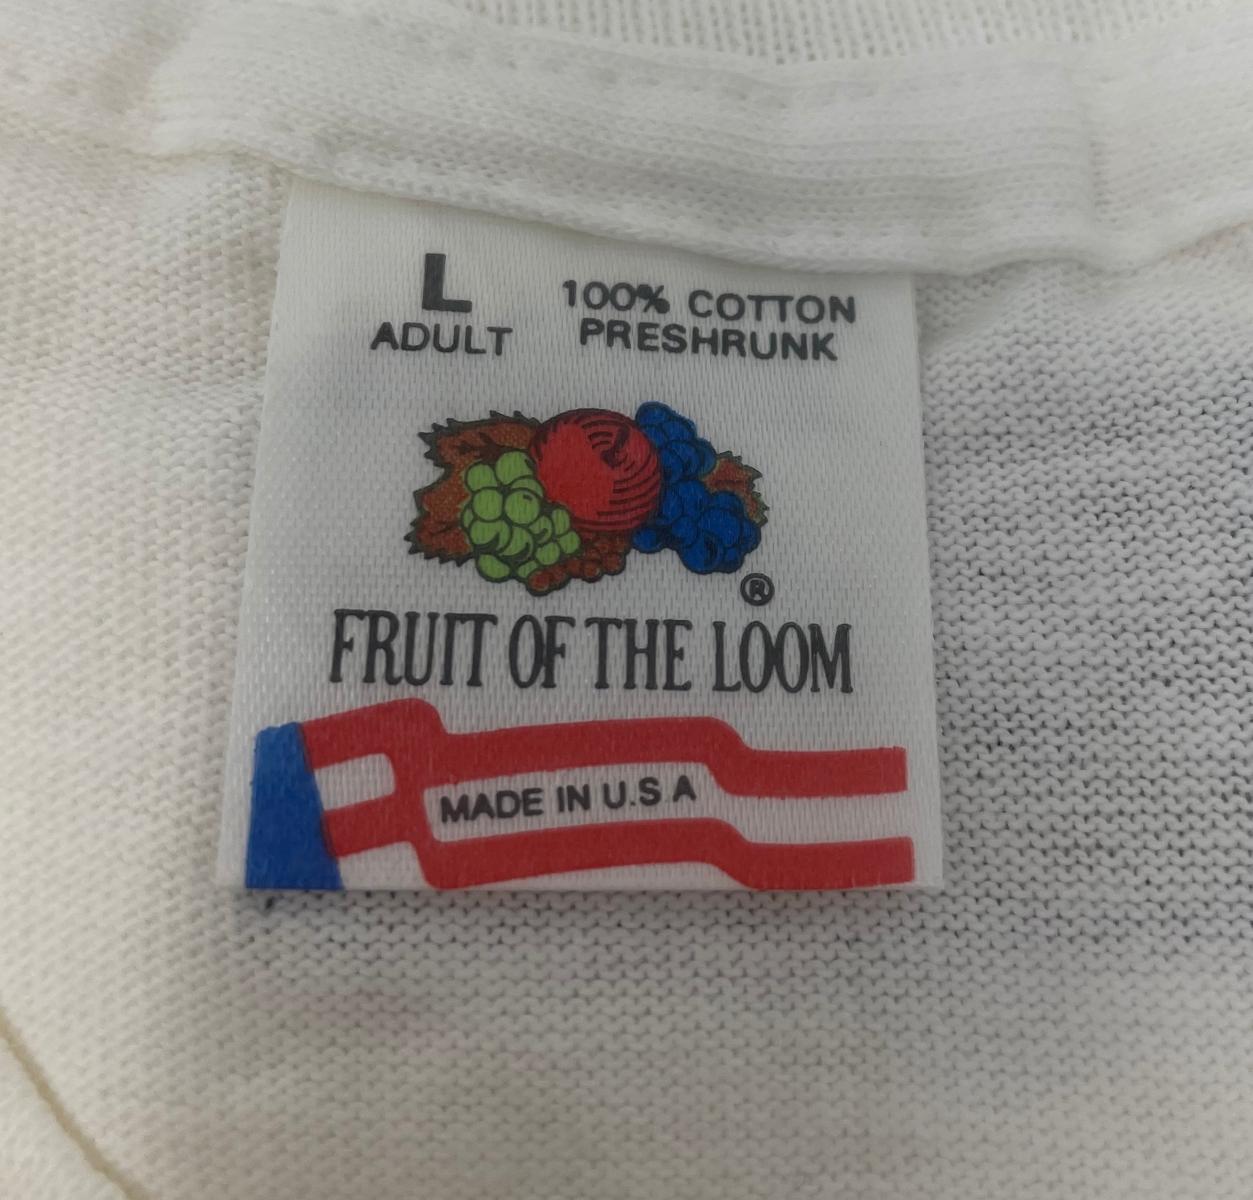 L
ADULT
100% COTTON
PRESHRUNK
®
FRUIT OF THE LOOM
MADE IN U.S A